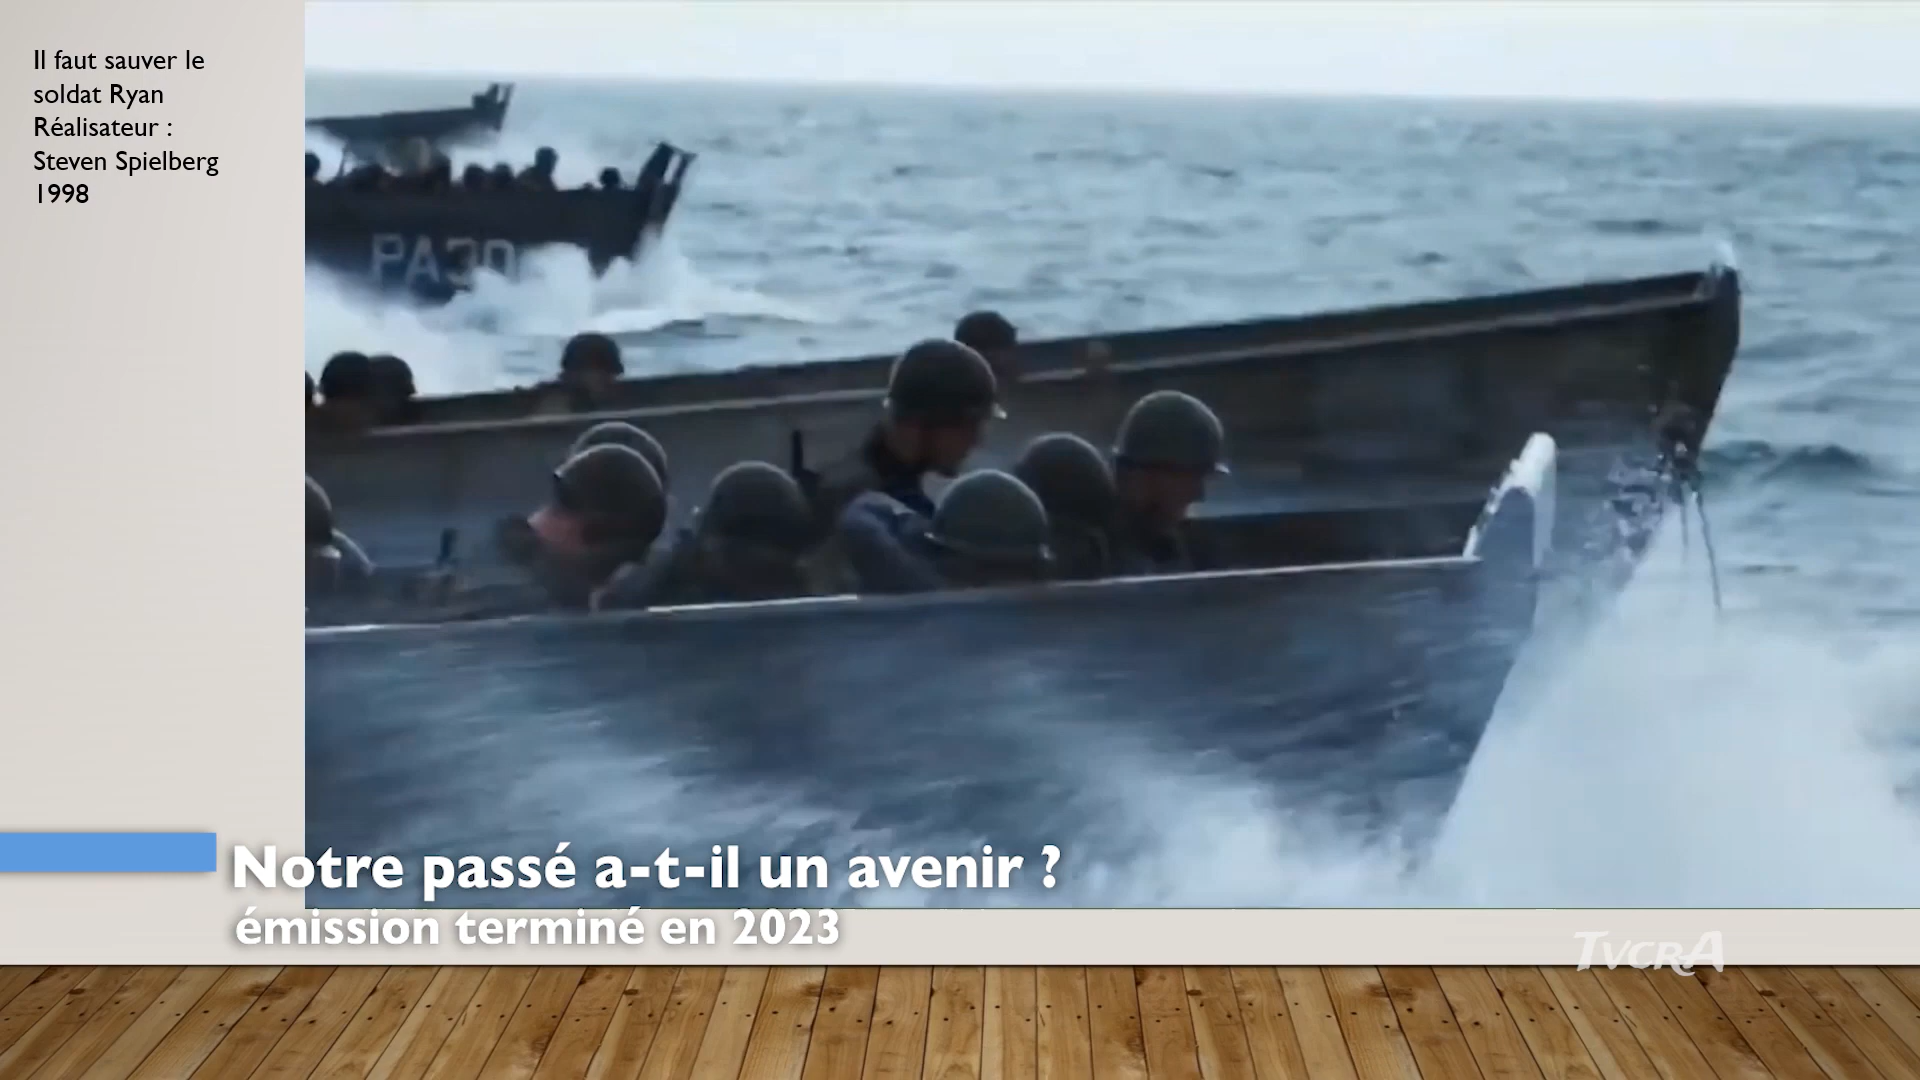 Il faut sauver le
soldat Ryan
Réalisateur :
Steven Spielberg
1998
PA30
Notre passé a-t-il un avenir ?
émission terminé en 2023
TVCRA